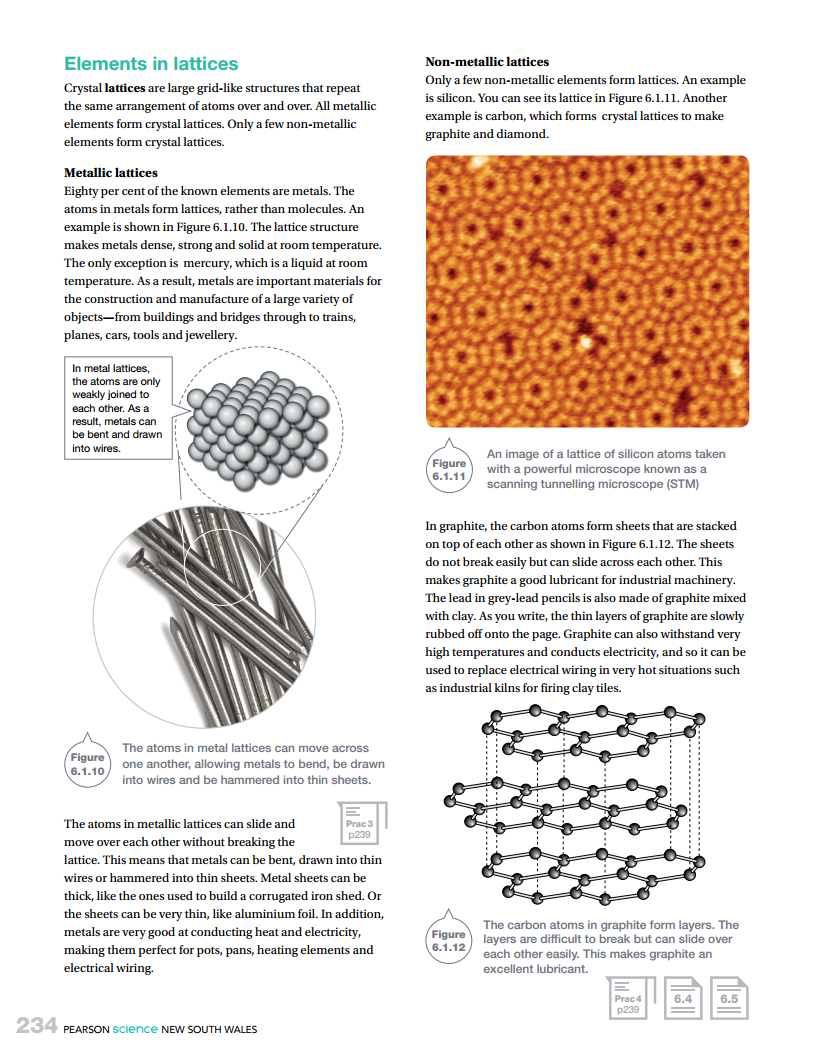 Elements in lattices
Crystal lattices are large grid-like structures that repeat
the same arrangement of atoms over and over. All metallic
elements form crystal lattices. Only a few non-metallic
elements form crystal lattices.
Metallic lattices
Eighty per cent of the known elements are metals. The
atoms in metals form lattices, rather than molecules. An
example is shown in Figure 6.1.10. The lattice structure
makes metals dense, strong and solid at room temperature.
The only exception is mercury, which is a liquid at room
temperature. As a result, metals are important materials for
the construction and manufacture of a large variety of
objects—from buildings and bridges through to trains,
planes, cars, tools and jewellery.
In metal lattices,
the atoms are only
weakly joined to
each other. As a
result, metals can
be bent and drawn
into wires.
Figure
6.1.10
The atoms in metal lattices can move across
one another, allowing metals to bend, be drawn
into wires and be hammered into thin sheets.
Prac 3
p239
The atoms in metallic lattices can slide and
move over each other without breaking the
lattice. This means that metals can be bent, drawn into thin
wires or hammered into thin sheets. Metal sheets can be
thick, like the ones used to build a corrugated iron shed. Or
the sheets can be very thin, like aluminium foil. In addition,
metals are very good at conducting heat and electricity,
making them perfect for pots, pans, heating elements and
electrical wiring.
Non-metallic lattices
Only a few non-metallic elements form lattices. An example
is silicon. You can see its lattice in Figure 6.1.11. Another
example is carbon, which forms crystal lattices to make
graphite and diamond.
Figure
6.1.11
An image of a lattice of silicon atoms taken
with a powerful microscope known as a
scanning tunnelling microscope (STM)
In graphite, the carbon atoms form sheets that are stacked
on top of each other as shown in Figure 6.1.12. The sheets
do not break easily but can slide across each other. This
makes graphite a good lubricant for industrial machinery.
The lead in grey-lead pencils is also made of graphite mixed
with clay. As you write, the thin layers of graphite are slowly
rubbed off onto the page. Graphite can also withstand very
high temperatures and conducts electricity, and so it can be
used to replace electrical wiring in very hot situations such
as industrial kilns for firing clay tiles.
Figure
6.1.12
The carbon atoms in graphite form layers. The
layers are difficult to break but can slide over
each other easily. This makes graphite an
excellent lubricant.
Prac 4
p239
6.4
6.5
234 PEARSON science NEW SOUTH WALES